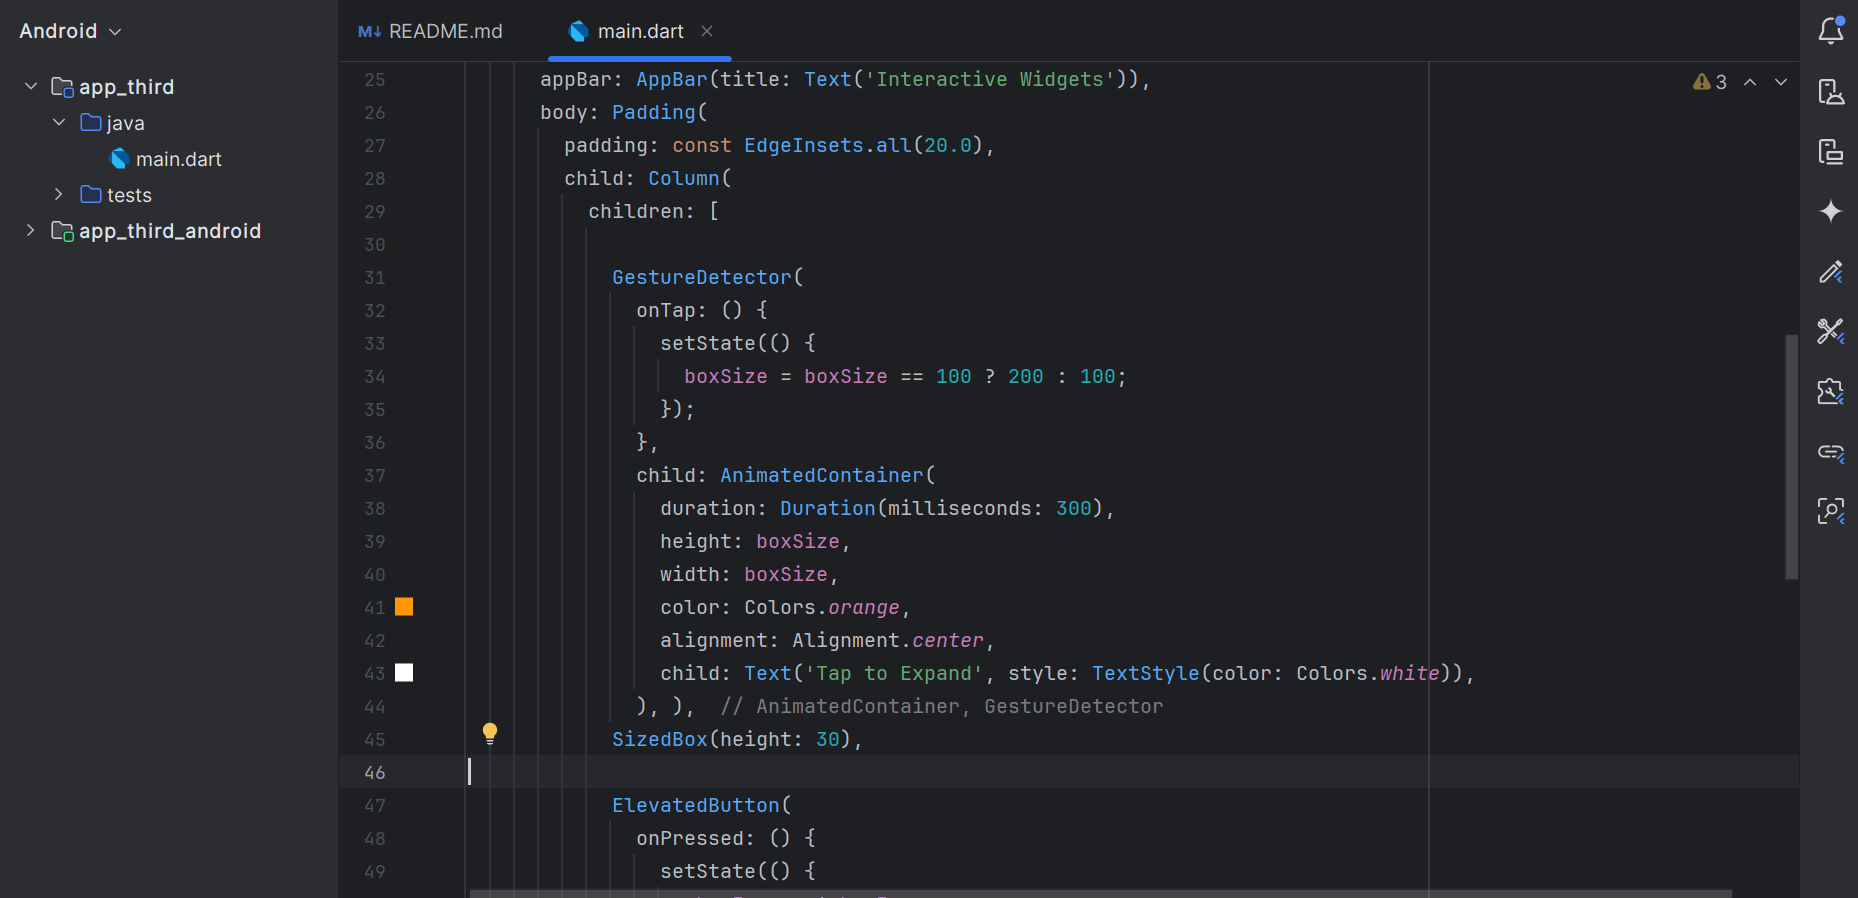 Android
README.md
main.dart
app_third
java
main.dart
tests
app_third_android
3
25 appBar: AppBar(title: Text('Interactive Widgets')),
26 body: Padding(
27 padding: const EdgeInsets.all(20.0),
28 child: Column(
29 children: [
30
31 GestureDetector(
32 onTap: () {
33 setState(() {
34 boxSize = boxSize == 100 ? 200 : 100;
35 });
36 },
37 child: AnimatedContainer(
38 duration: Duration(milliseconds: 300),
39 height: boxSize,
40 width: boxSize,
41 color: Colors.orange,
42 alignment: Alignment.center,
43 child: Text('Tap to Expand', style: TextStyle(color: Colors.white)),
44 ), ), // AnimatedContainer, GestureDetector
45 SizedBox(height: 30),
46
47 ElevatedButton(
48 onPressed: () {
49 setState(() {